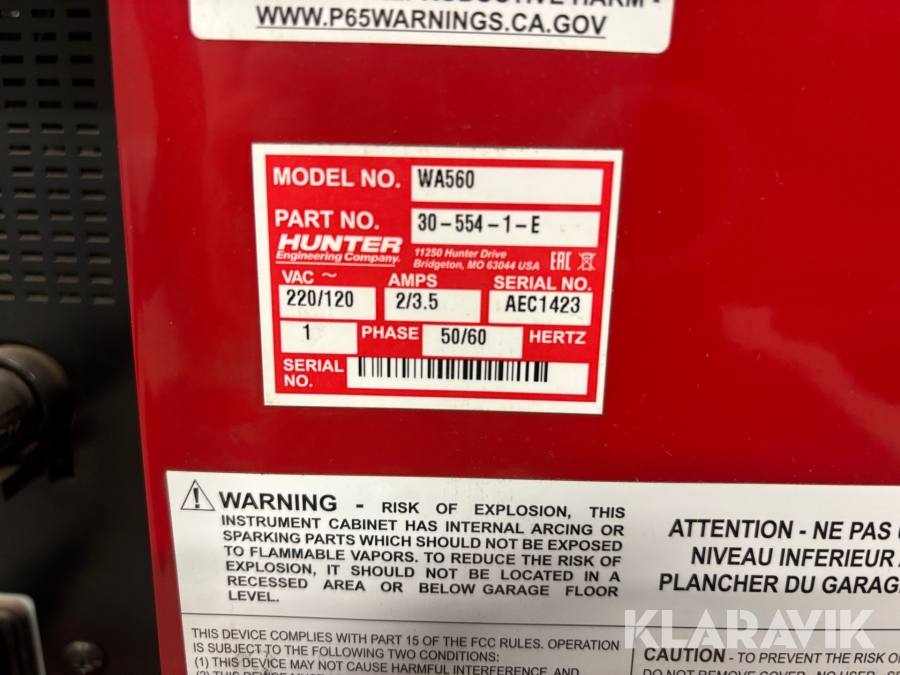 WWW.P65WARNINGS.CA.GOV
MODEL NO. WA560
PART NO. 30-554-1-E
HUNTER
Engineering Company.
11250 Hunter Drive
Bridgeton, MO 63044 USA
EAC
VAC ~ AMPS SERIAL NO.
220/120 2/3.5 AEC1423
1 PHASE 50/60 HERTZ
SERIAL
NO.
WARNING - RISK OF EXPLOSION, THIS
INSTRUMENT CABINET HAS INTERNAL ARCING OR
SPARKING PARTS WHICH SHOULD NOT BE EXPOSED
TO FLAMMABLE VAPORS. TO REDUCE THE RISK OF
EXPLOSION, IT SHOULD NOT BE LOCATED IN A
RECESSED AREA OR BELOW GARAGE FLOOR
LEVEL.
ATTENTION - NE PAS
NIVEAU INFERIEUR
PLANCHER DU GARAG
THIS DEVICE COMPLIES WITH PART 15 OF THE FCC RULES. OPERATION
IS SUBJECT TO THE FOLLOWING TWO CONDITIONS:
(1) THIS DEVICE MAY NOT CAUSE HARMFUL INTERFERENCE, AND
CAUTION - TO PREVENT THE RISK O
KLARAVIK